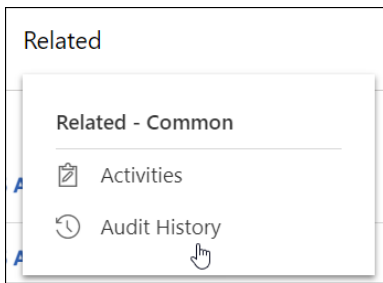 Related
Related - Common
Activities
A
Audit History
A